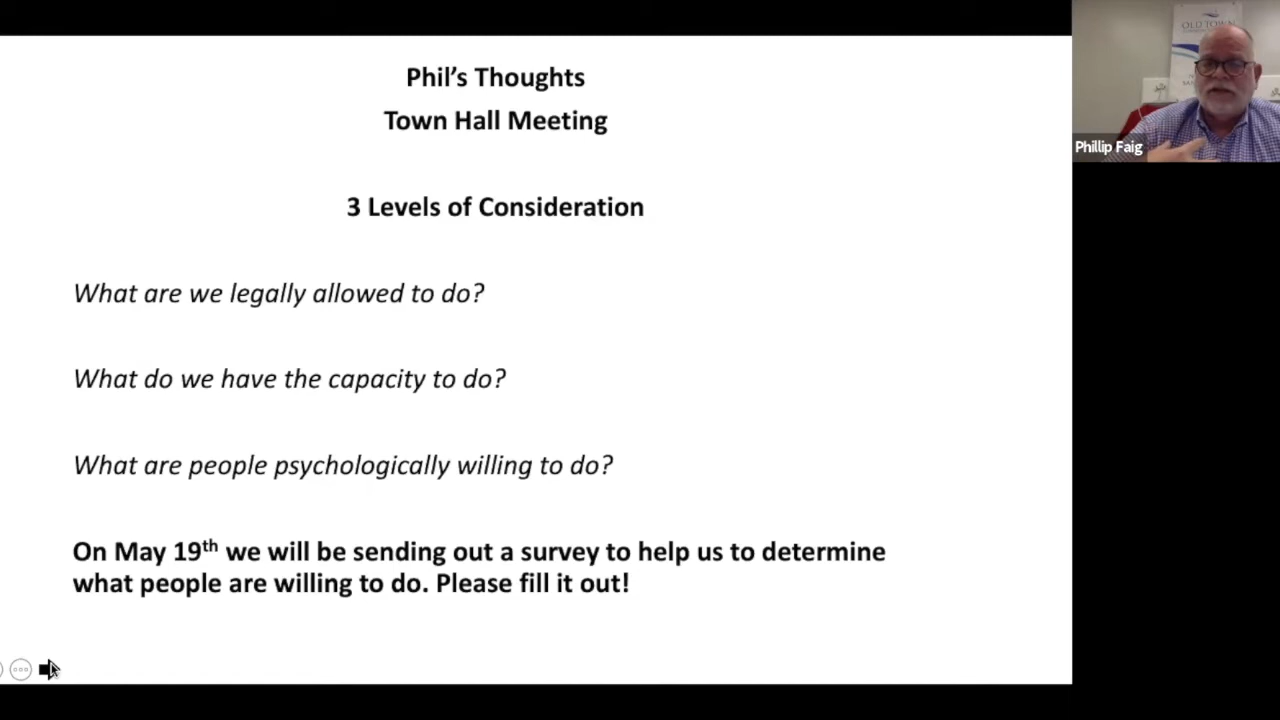 Phil’s Thoughts
Town Hall Meeting
3 Levels of Consideration
What are we legally allowed to do?
What do we have the capacity to do?
What are people psychologically willing to do?
On May 19th we will be sending out a survey to help us to determine
what people are willing to do. Please fill it out!
OLD TOWN
Phillip Faig